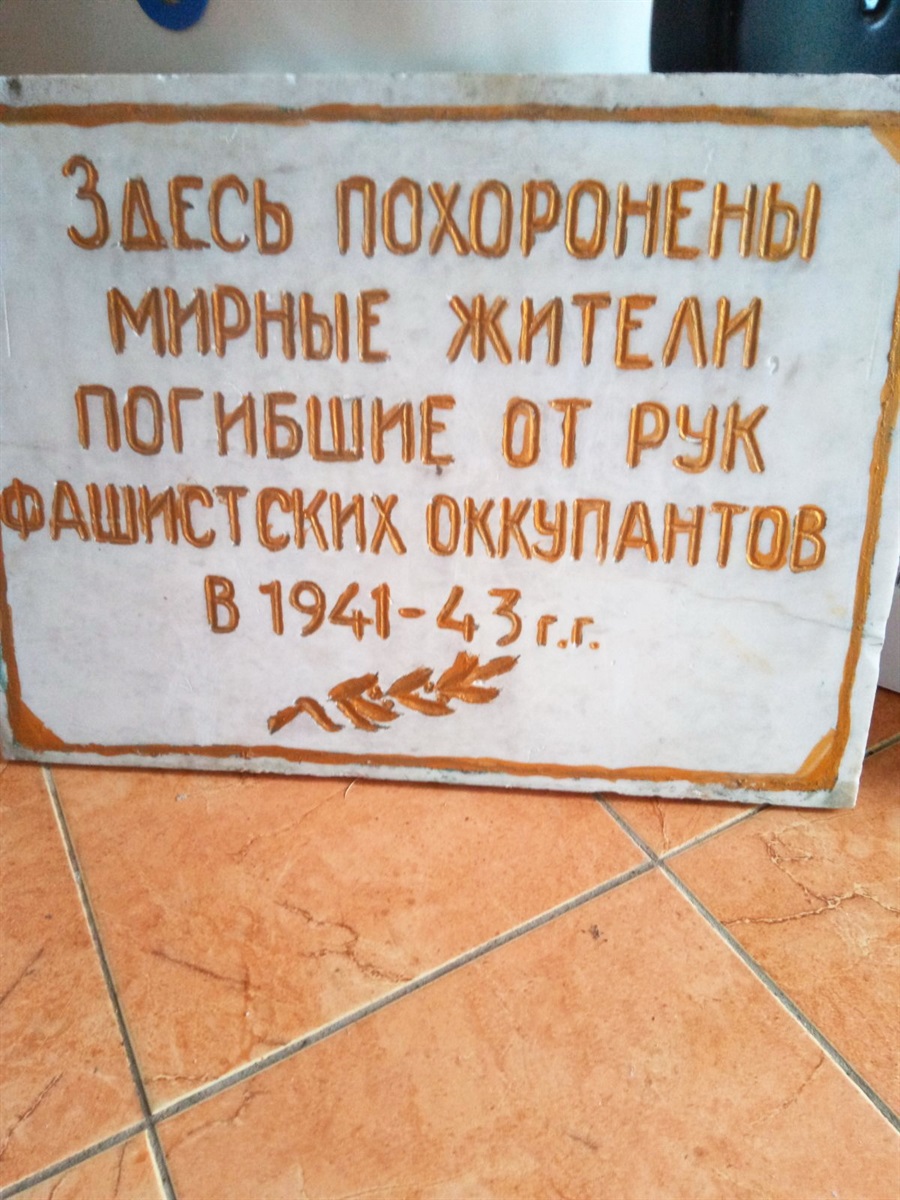 Здесь похоронены
мирные жители
погибшие от рук
фашистских оккупантов
в 1941-43 г.г.